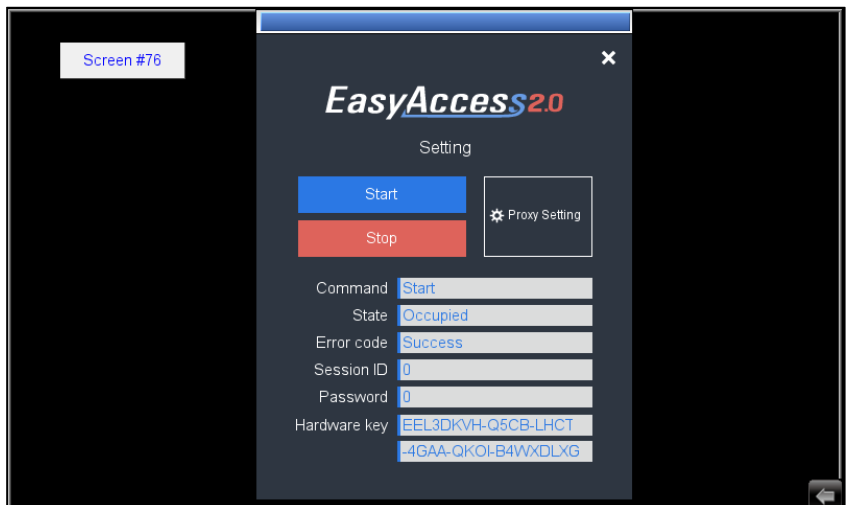 Screen #76
EasyAccess2.0
Setting
Start
Stop
Proxy Setting
Command Start
State Occupied
Error code Success
Session ID 0
Password 0
Hardware key EEL3DKVH-Q5CB-LHCT
-4GAA-QKOI-B4WXDLXG